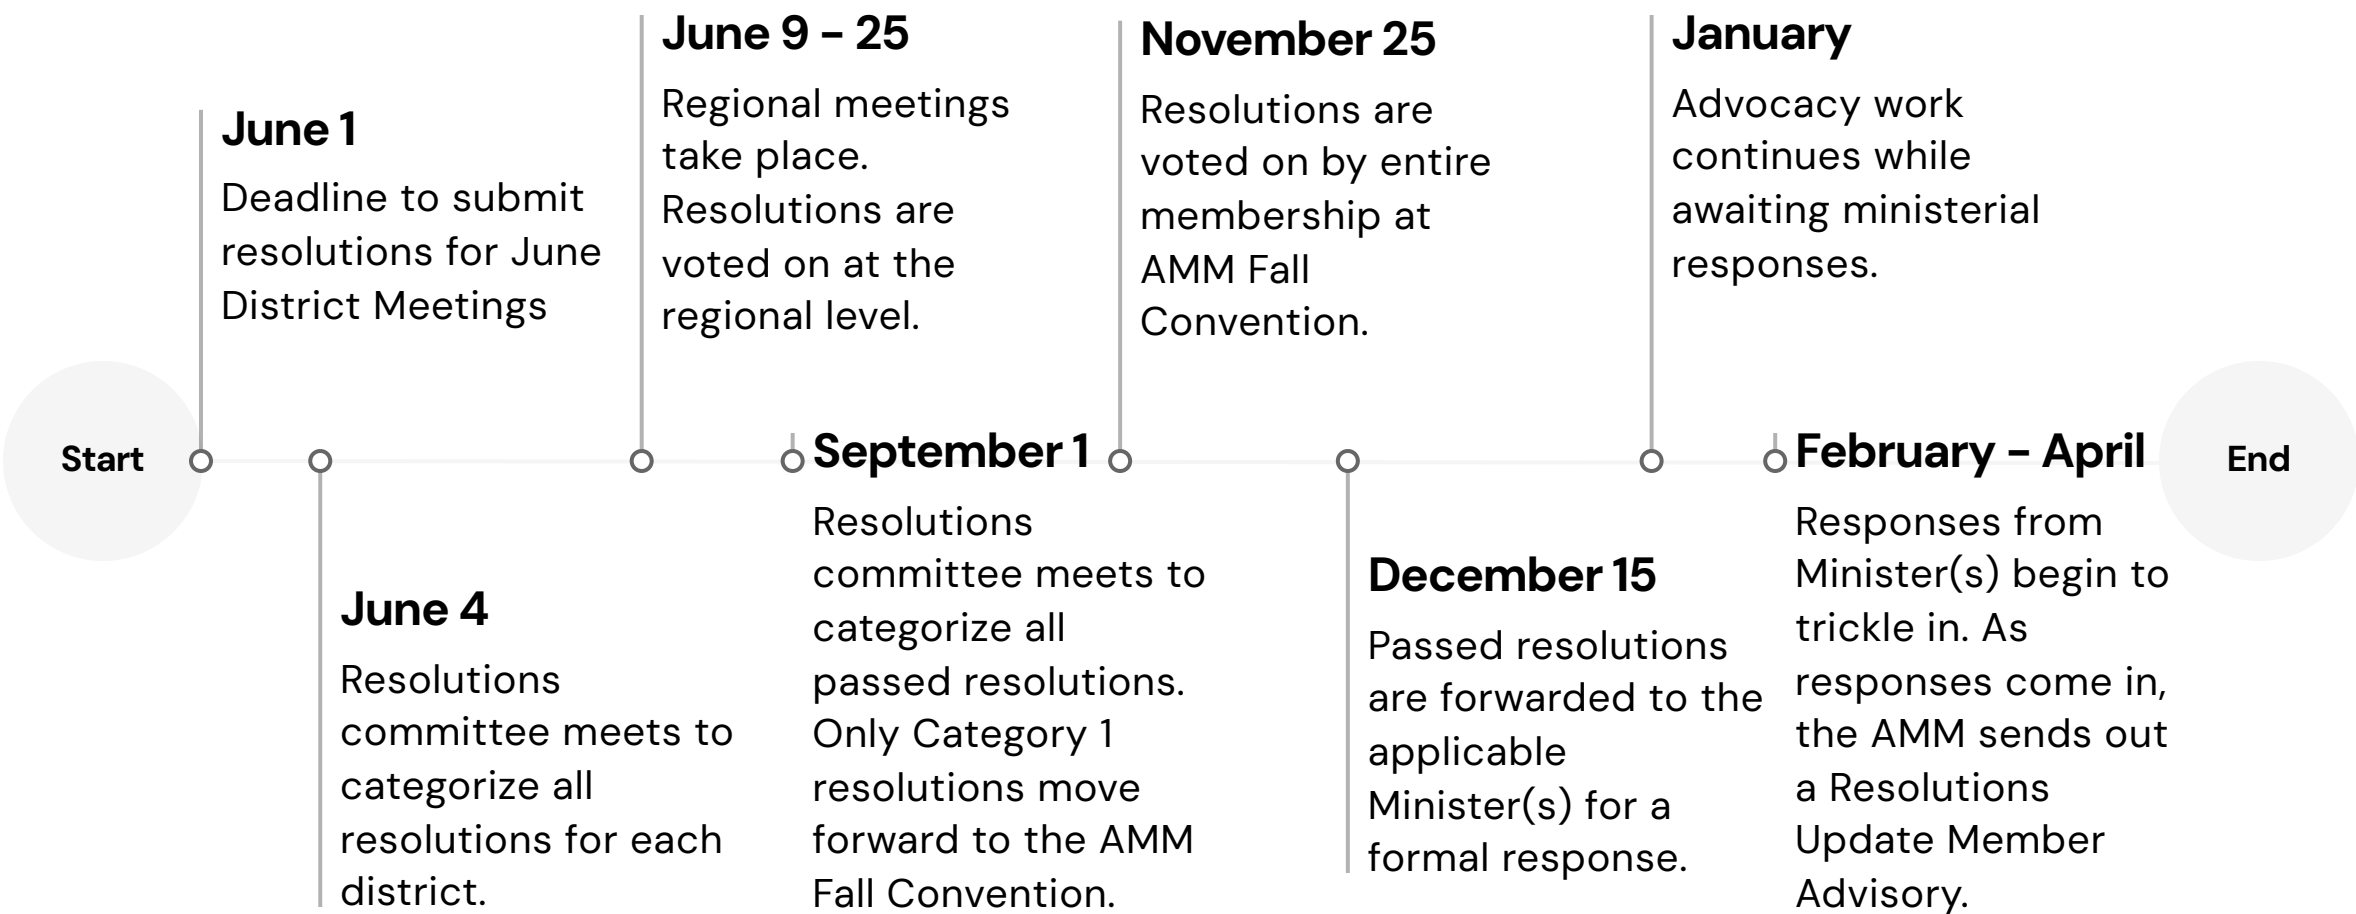 Start
June 1
Deadline to submit
resolutions for June
District Meetings
June 4
Resolutions
committee meets to
categorize all
resolutions for each
district.
June 9 – 25
Regional meetings
take place.
Resolutions are
voted on at the
regional level.
September 1
Resolutions
committee meets to
categorize all
passed resolutions.
Only Category 1
resolutions move
forward to the AMM
Fall Convention.
November 25
Resolutions are
voted on by entire
membership at
AMM Fall
Convention.
December 15
Passed resolutions
are forwarded to the
applicable
Minister(s) for a
formal response.
January
Advocacy work
continues while
awaiting ministerial
responses.
February – April
Responses from
Minister(s) begin to
trickle in. As
responses come in,
the AMM sends out
a Resolutions
Update Member
Advisory.
End